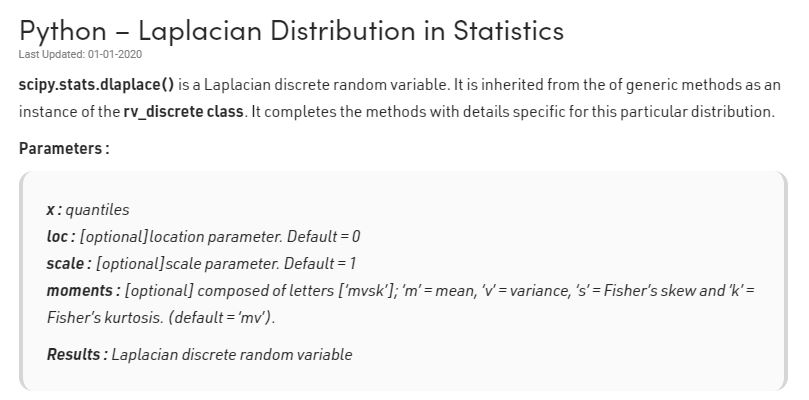 Python – Laplacian Distribution in Statistics
Last Updated: 01-01-2020
scipy.stats.dlaplace() is a Laplacian discrete random variable. It is inherited from the of generic methods as an
instance of the rv_discrete class. It completes the methods with details specific for this particular distribution.
Parameters :
x : quantiles
loc : [optional]location parameter. Default = 0
scale : [optional]scale parameter. Default = 1
moments : [optional] composed of letters [‘mvsk’]; ‘m’ = mean, ‘v’ = variance, ‘s’ = Fisher’s skew and ‘k’ =
Fisher’s kurtosis. (default = ‘mv’).
Results : Laplacian discrete random variable